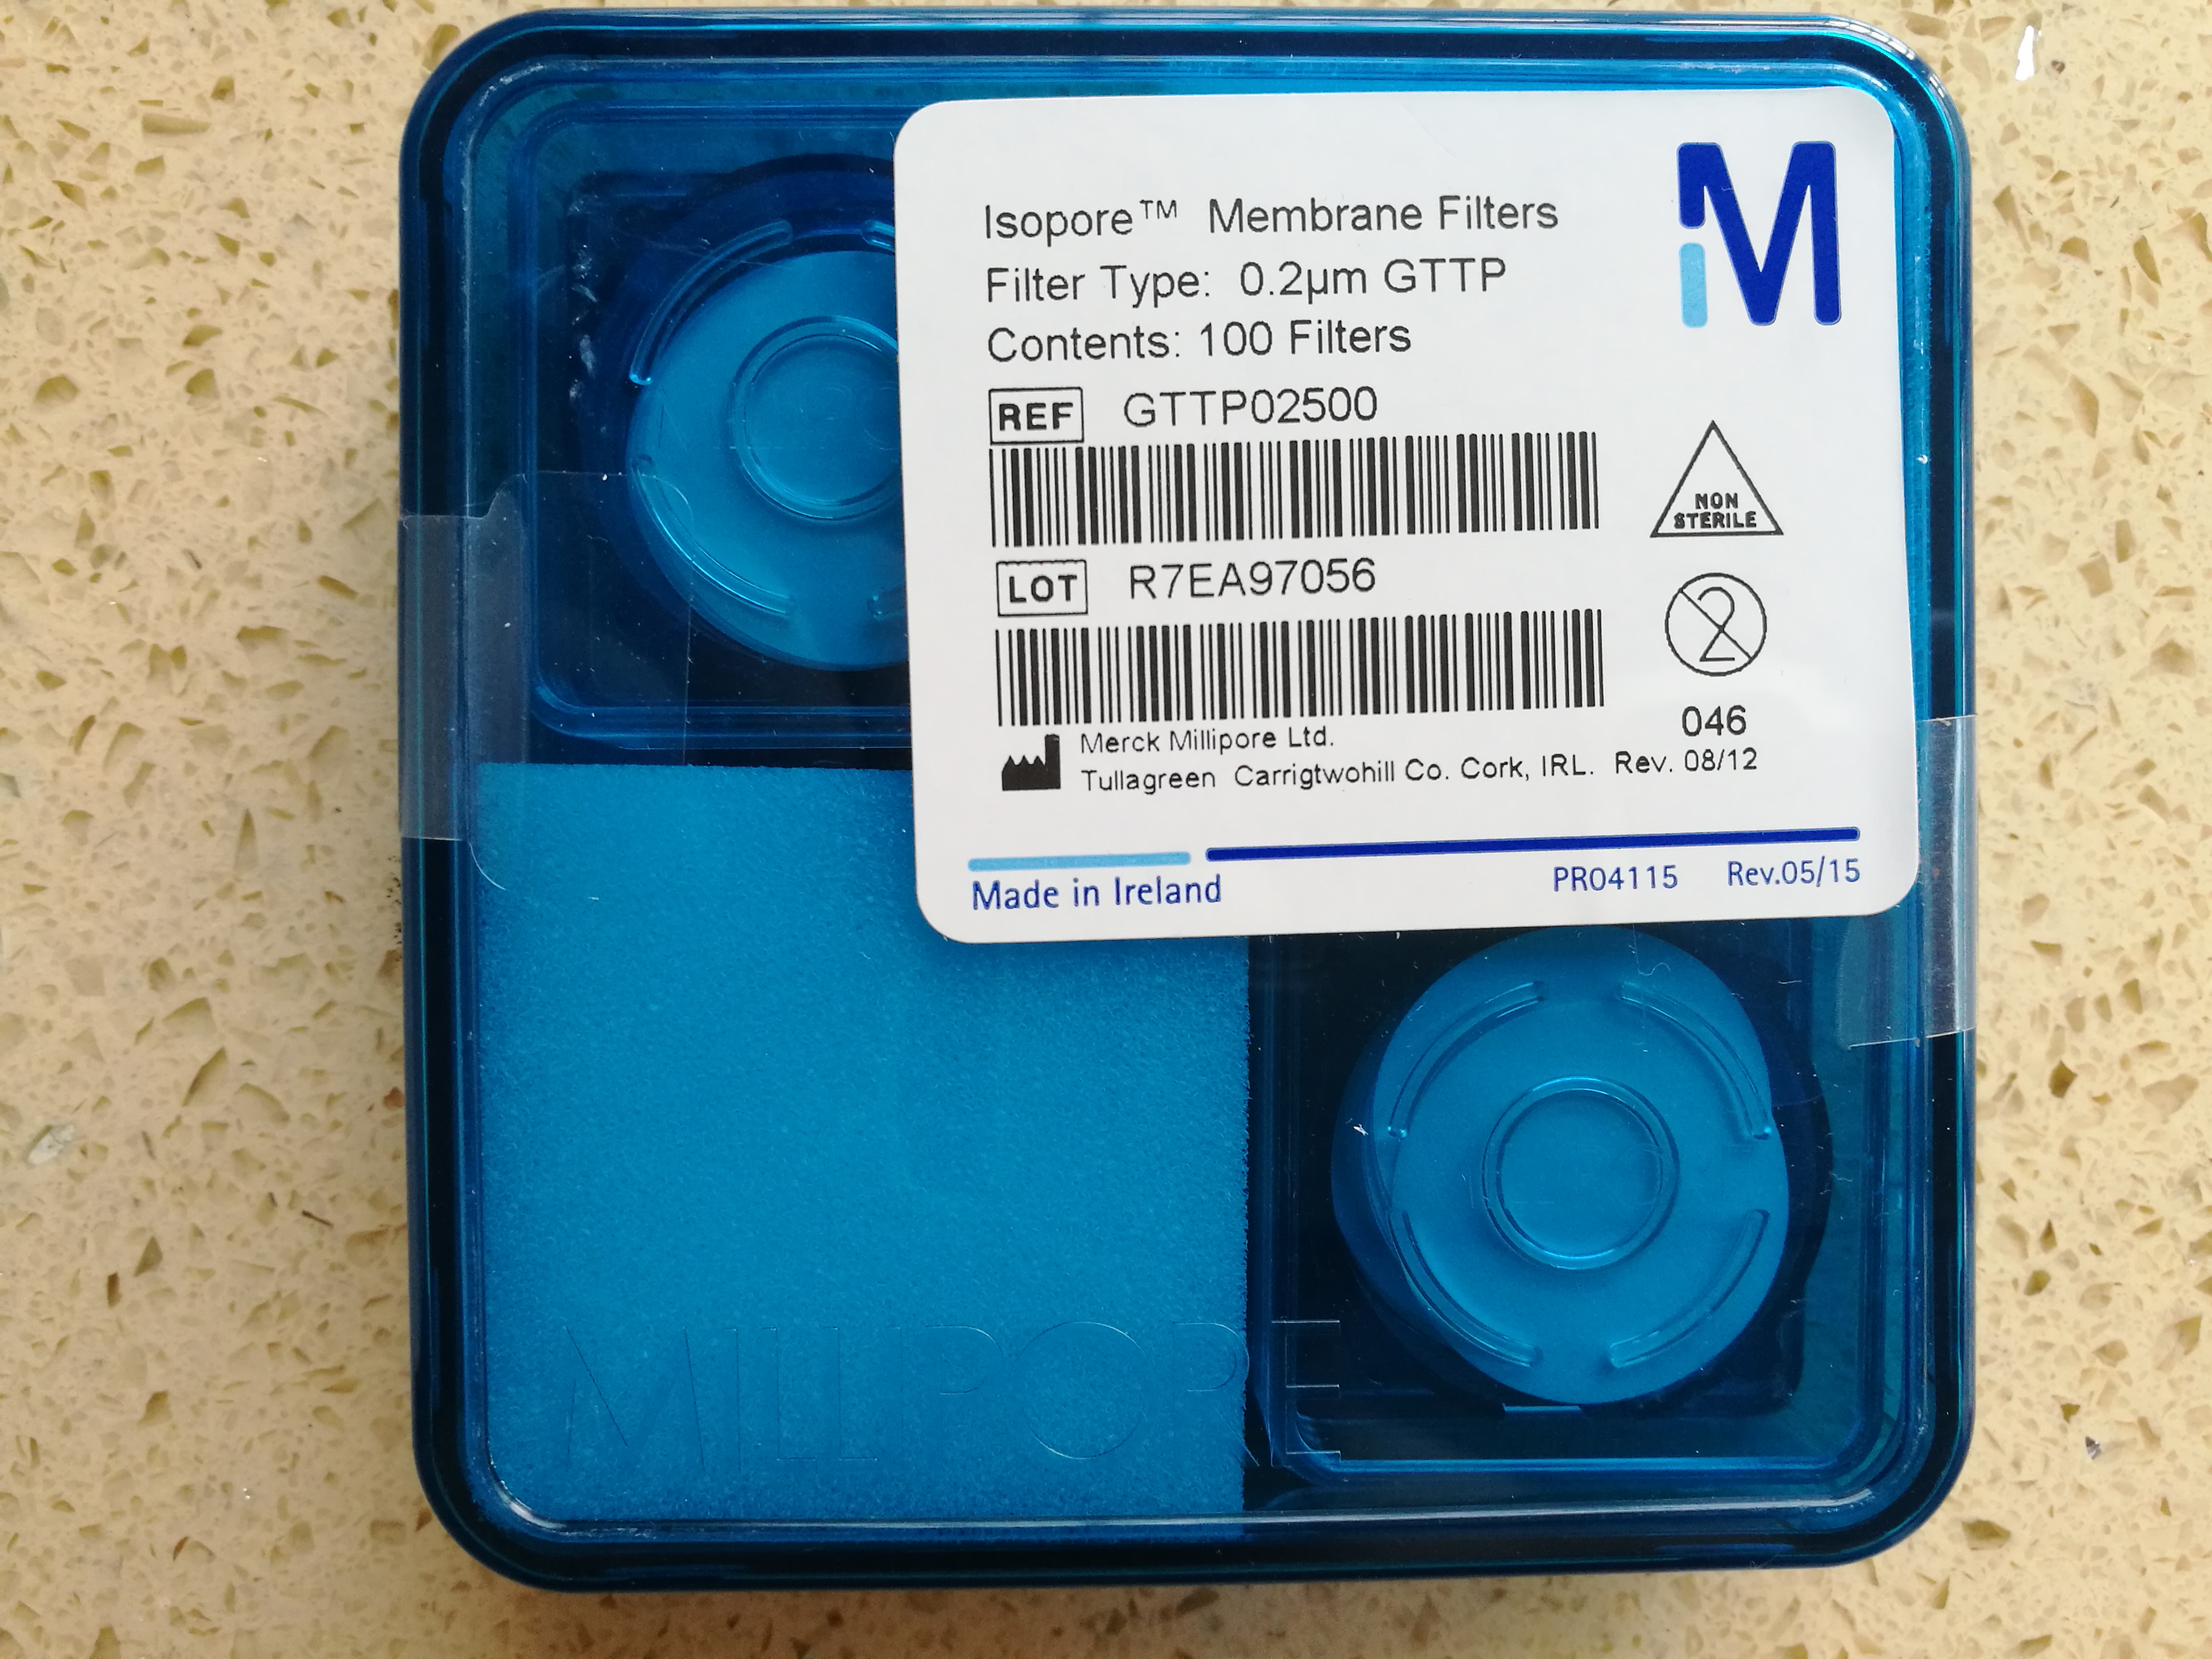 M
Isopore™ Membrane Filters
Filter Type: 0.2µm GTTP
Contents: 100 Filters
REF GTTP02500
NON
STERILE
LOT R7EA97056
2
046
Merck Millipore Ltd.
Tullagreen Carrigtwohill Co. Cork, IRL. Rev. 08/12
Made in Ireland PR04115 Rev.05/15
MILLIPORE